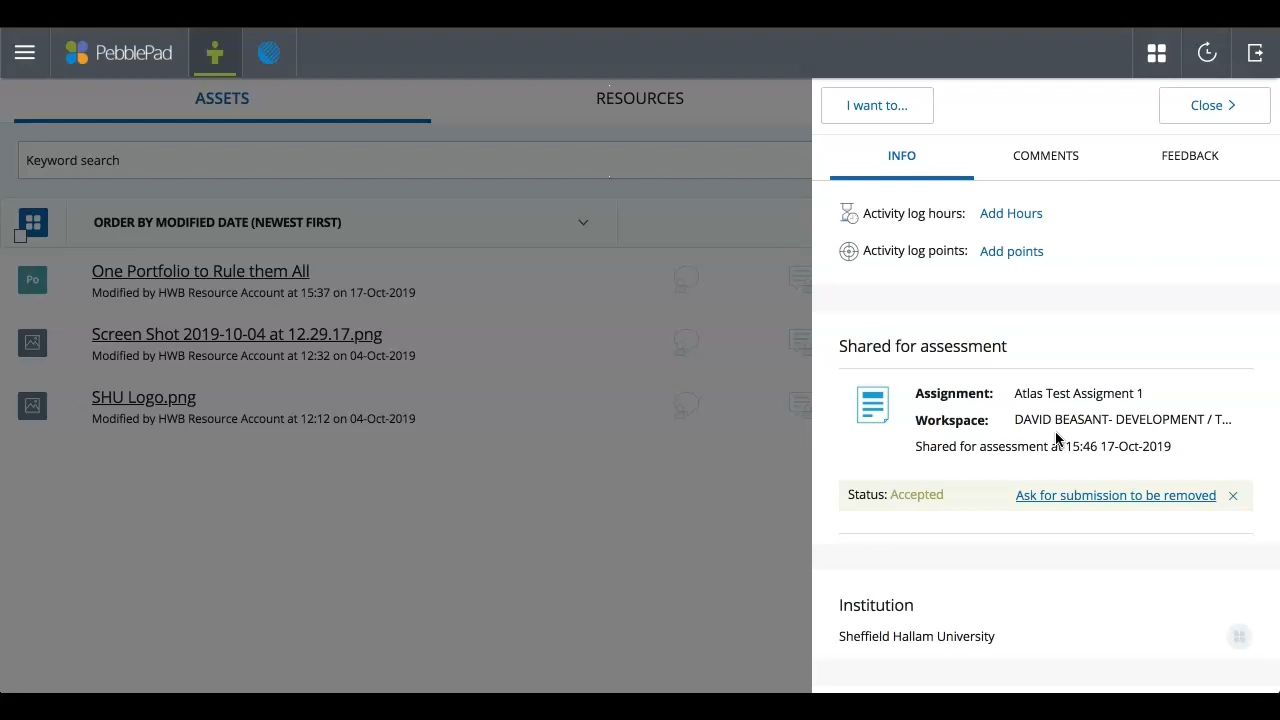 PebblePad
ASSETS
RESOURCES
Keyword search
ORDER BY MODIFIED DATE (NEWEST FIRST)
Po
One Portfolio to Rule them All
Modified by HWB Resource Account at 15:37 on 17-Oct-2019
Screen Shot 2019-10-04 at 12.29.17.png
Modified by HWB Resource Account at 12:32 on 04-Oct-2019
SHU Logo.png
Modified by HWB Resource Account at 12:12 on 04-Oct-2019
I want to...
Close
INFO
COMMENTS
FEEDBACK
Activity log hours: Add Hours
Activity log points: Add points
Shared for assessment
Assignment: Atlas Test Assigment 1
Workspace: DAVID BEASANT- DEVELOPMENT / T...
Shared for assessment at 15:46 17-Oct-2019
Status: Accepted
Ask for submission to be removed
Institution
Sheffield Hallam University